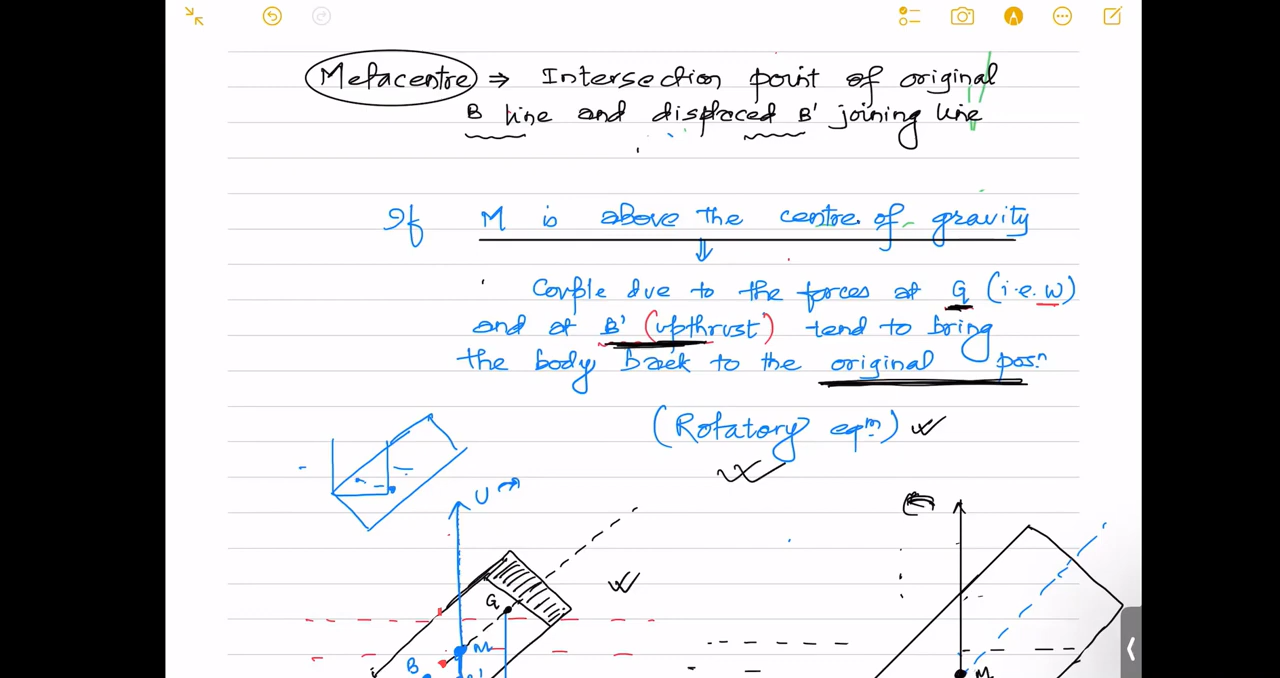 Metacentre ⇒ Intersection point of original
B line and displaced B' joining line
If M is above the centre of gravity
⇓
Couple due to the forces at G (i.e. W)
and at B' (upthrust) tend to bring
the body back to the original posn
(Rotatory eqm)
U
G
M
B
B'
M